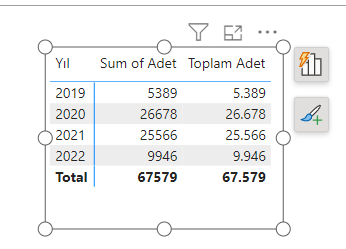 Yıl Sum of Adet Toplam Adet
2019 5389 5.389
2020 26678 26.678
2021 25566 25.566
2022 9946 9.946
Total 67579 67.579